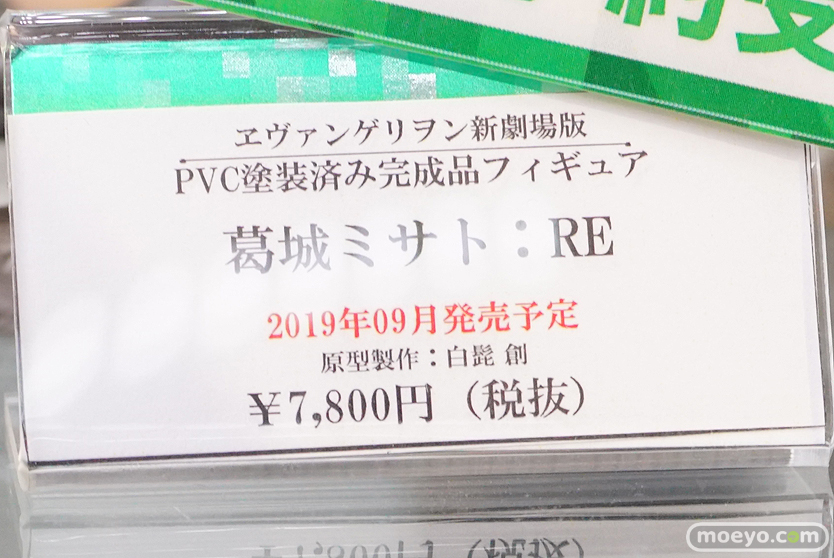 ヱヴァンゲリヲン新劇場版
PVC塗装済み完成品フィギュア
葛城ミサト：RE
2019年09月発売予定
原型製作：白髭 創
￥7,800円（税抜）
moeyo.com